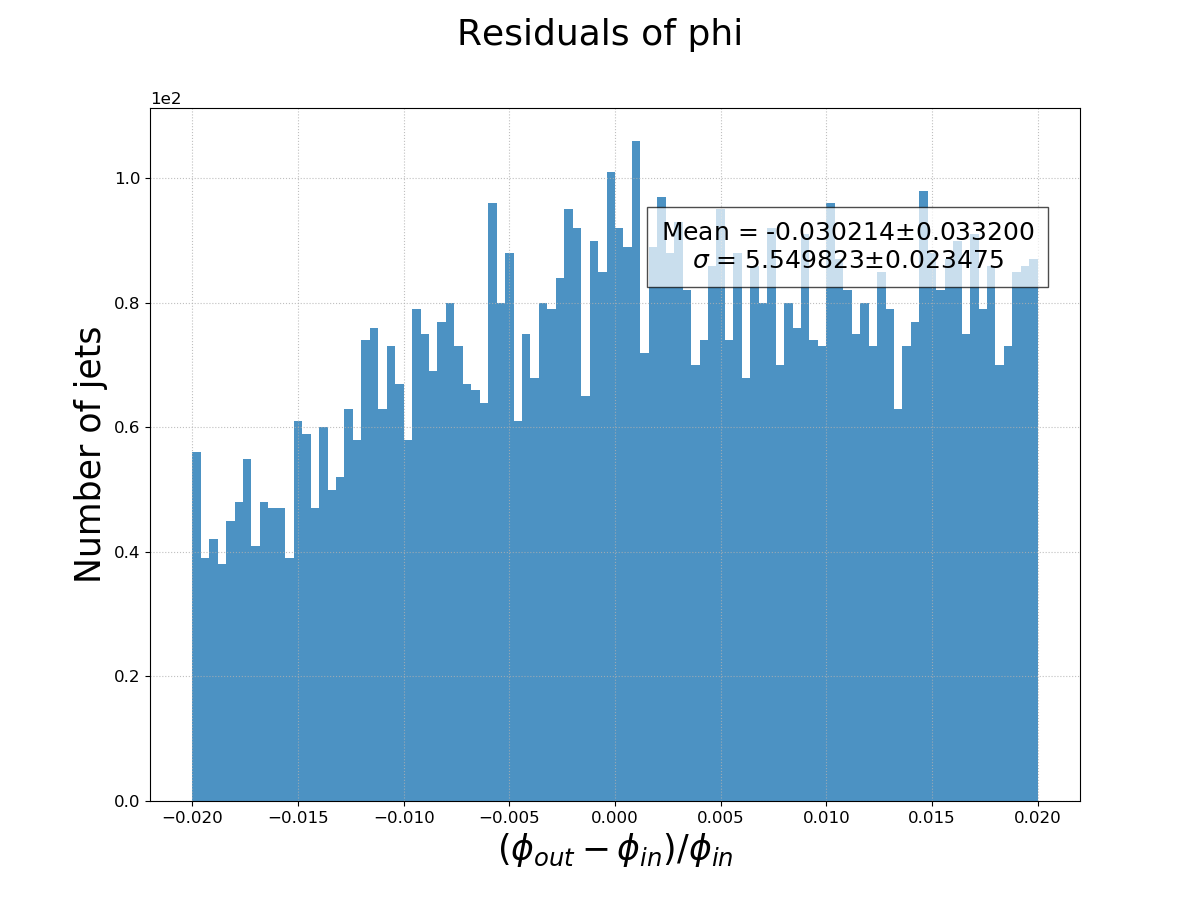 Residuals of phi
1e2
1.0
0.8
0.6
0.4
0.2
0.0
Number of jets
Mean = -0.030214±0.033200
σ = 5.549823±0.023475
−0.020 −0.015 −0.010 −0.005 0.000 0.005 0.010 0.015 0.020
(ϕout − ϕin)/ϕin